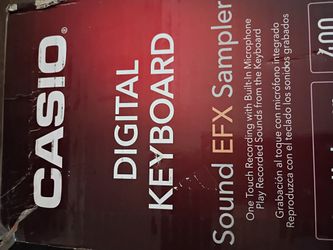 CASIO®
DIGITAL
KEYBOARD
Sound EFX Sampler
One Touch Recording with Built-In Microphone
Play Recorded Sounds from the Keyboard
Grabación al toque con micrófono integrado
Reproduzca con el teclado los sonidos grabados
400